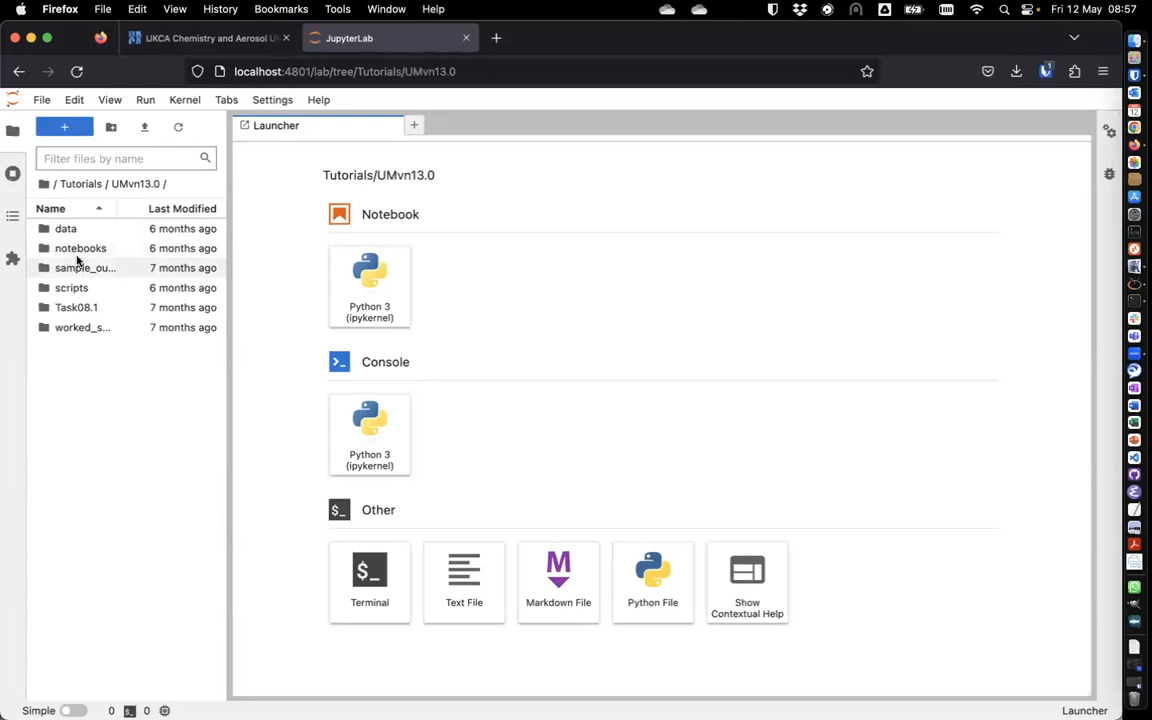 Firefox File Edit View History Bookmarks Tools Window Help Fri 12 May 08:57
UKCA Chemistry and Aerosol U JupyterLab
localhost:4801/lab/tree/Tutorials/UMvn13.0
File Edit View Run Kernel Tabs Settings Help
Launcher
Filter files by name
/ Tutorials / UMvn13.0 /
Name Last Modified
data 6 months ago
notebooks 6 months ago
sample_ou... 7 months ago
scripts 6 months ago
Task08.1 7 months ago
worked_s... 7 months ago
Tutorials/UMvn13.0
Notebook
Python 3
(ipykernel)
Console
Python 3
(ipykernel)
$_ Other
$_
M
Terminal
Text File
Markdown File
Python File
Show
Contextual Help
Simple 0 $_ 0 Launcher